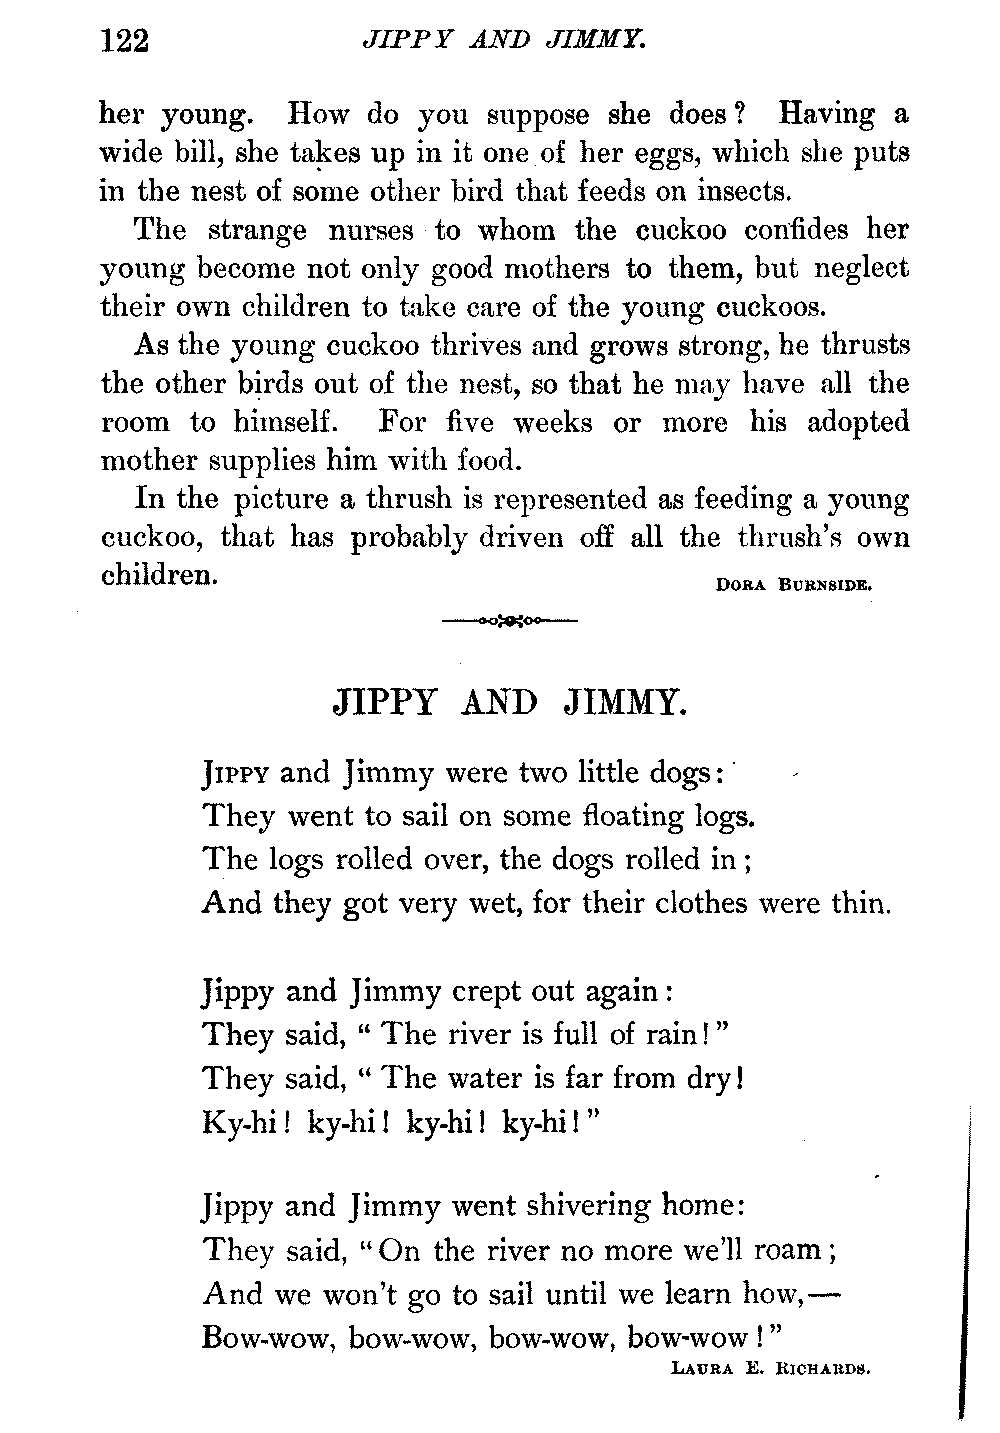 122 JIPPY AND JIMMY.
her young. How do you suppose she does? Having a
wide bill, she takes up in it one of her eggs, which she puts
in the nest of some other bird that feeds on insects.
The strange nurses to whom the cuckoo confides her
young become not only good mothers to them, but neglect
their own children to take care of the young cuckoos.
As the young cuckoo thrives and grows strong, he thrusts
the other birds out of the nest, so that he may have all the
room to himself. For five weeks or more his adopted
mother supplies him with food.
In the picture a thrush is represented as feeding a young
cuckoo, that has probably driven off all the thrush's own
children.
DORA BURNSIDE.
JIPPY AND JIMMY.
JIPPY and Jimmy were two little dogs:
They went to sail on some floating logs.
The logs rolled over, the dogs rolled in;
And they got very wet, for their clothes were thin.
Jippy and Jimmy crept out again:
They said, "The river is full of rain!"
They said, "The water is far from dry!
Ky-hi! ky-hi! ky-hi! ky-hi!"
Jippy and Jimmy went shivering home:
They said, "On the river no more we'll roam;
And we won't go to sail until we learn how,—
Bow-wow, bow-wow, bow-wow, bow-wow!"
LAURA E. RICHARDS.